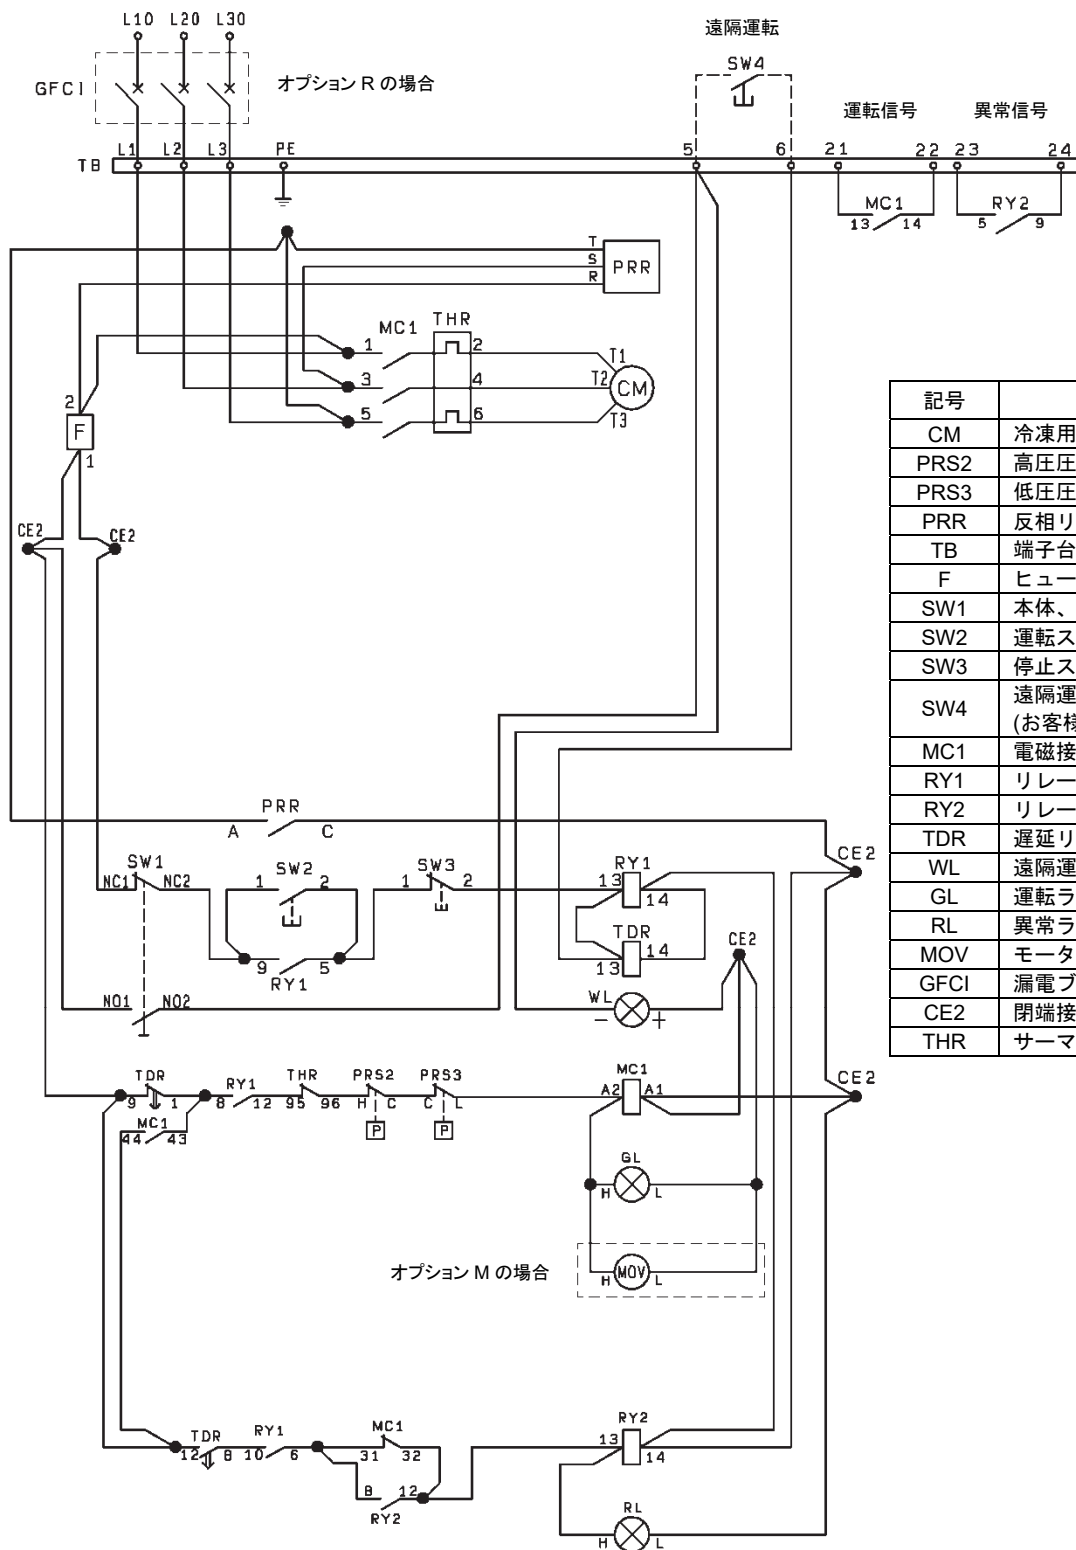 L10 L20 L30
遠隔運転
SW4
GFCI
オプション R の場合
運転信号 異常信号
TB L1 L2 L3 PE 5 6 21 22 23 24
MC1
13 14
RY2
5 9
T
S
R
PRR
MC1 THR
1 2 T1
3 4 T2 CM
5 6 T3
2
F
1
CE2 CE2
PRR
A C
CE2
SW1
NC1 NC2
SW2
1 2
SW3
1 2
RY1
13 14
9 5
RY1
TDR
13 14
CE2
NO1 NO2
WL
- +
TDR
9 1
RY1
8 12
THR
95 96
PRS2
H C
P
PRS3
C L
P
MC1
A2 A1
CE2
MC1
44 43
GL
H L
オプション M の場合
H MOV L
TDR
12 8
RY1
10 6
MC1
31 32
8 12
RY2
RY2
13 14
RL
H L
記号
CM 冷凍用
PRS2 高圧圧
PRS3 低圧圧
PRR 反相リ
TB 端子台
F ヒュー
SW1 本体、
SW2 運転ス
SW3 停止ス
SW4 遠隔運
(お客様
MC1 電磁接
RY1 リレー
RY2 リレー
TDR 遅延リ
WL 遠隔運
GL 運転ラ
RL 異常ラ
MOV モータ
GFCI 漏電ブ
CE2 閉端接
THR サーマ